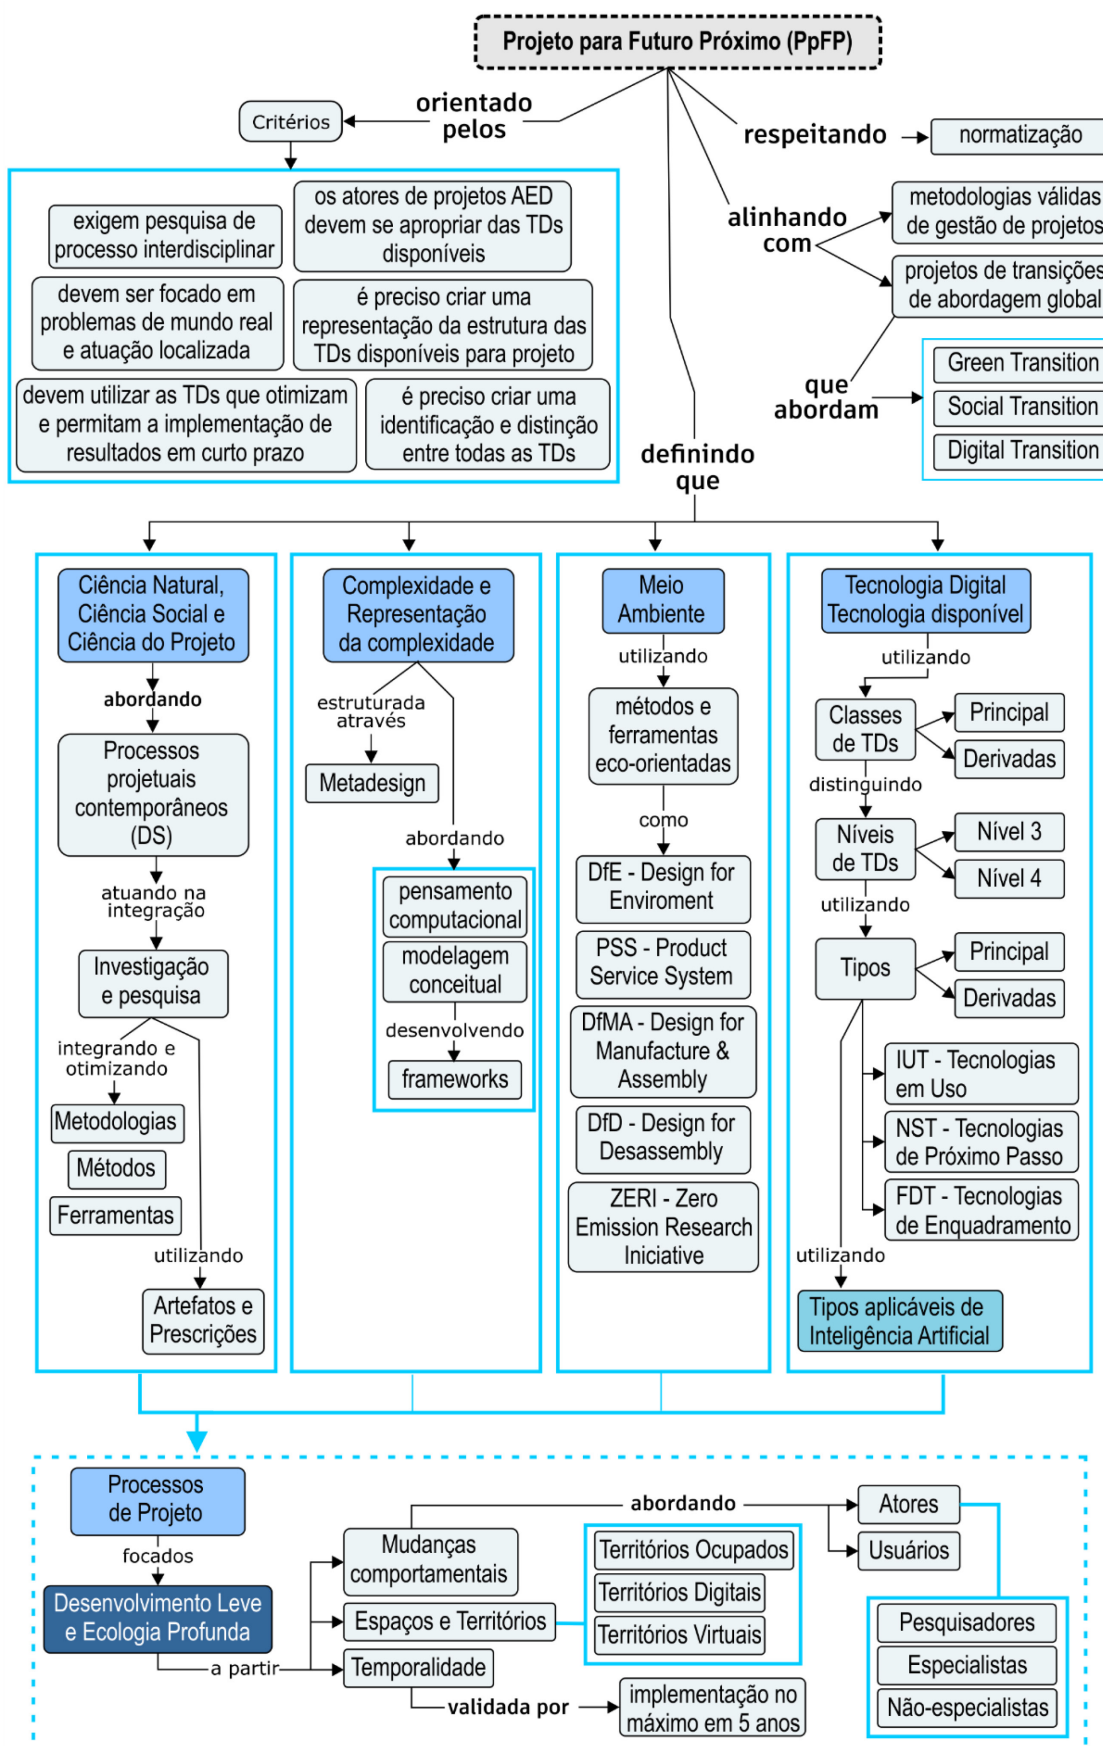 Projeto para Futuro Próximo (PpFP)
orientado
pelos
Critérios
respeitando
normatização
exigem pesquisa de
processo interdisciplinar
os atores de projetos AED
devem se apropriar das TDs
disponíveis
devem ser focado em
problemas de mundo real
e atuação localizada
é preciso criar uma
representação da estrutura das
TDs disponíveis para projeto
devem utilizar as TDs que otimizam
e permitam a implementação de
resultados em curto prazo
é preciso criar uma
identificação e distinção
entre todas as TDs
alinhando
com
metodologias válidas
de gestão de projetos
projetos de transições
de abordagem global
que
abordam
Green Transition
Social Transition
Digital Transition
definindo
que
Ciência Natural,
Ciência Social e
Ciência do Projeto
abordando
Processos
projetuais
contemporâneos
(DS)
atuando na
integração
Investigação
e pesquisa
integrando e
otimizando
Metodologias
Métodos
Ferramentas
utilizando
Artefatos e
Prescrições
Complexidade e
Representação
da complexidade
estruturada
através
Metadesign
abordando
pensamento
computacional
modelagem
conceitual
desenvolvendo
frameworks
Meio
Ambiente
utilizando
métodos e
ferramentas
eco-orientadas
como
DfE - Design for
Enviroment
PSS - Product
Service System
DfMA - Design for
Manufacture &
Assembly
DfD - Design for
Desassembly
ZERI - Zero
Emission Research
Iniciative
Tecnologia Digital
Tecnologia disponível
utilizando
Classes
de TDs
Principal
Derivadas
distinguindo
Níveis
de TDs
Nível 3
Nível 4
utilizando
Tipos
Principal
Derivadas
IUT - Tecnologias
em Uso
NST - Tecnologias
de Próximo Passo
FDT - Tecnologias
de Enquadramento
utilizando
Tipos aplicáveis de
Inteligência Artificial
Processos
de Projeto
focados
Desenvolvimento Leve
e Ecologia Profunda
a partir
Mudanças
comportamentais
abordando
Atores
Usuários
Espaços e Territórios
Territórios Ocupados
Territórios Digitais
Territórios Virtuais
Temporalidade
validada por
implementação no
máximo em 5 anos
Pesquisadores
Especialistas
Não-especialistas